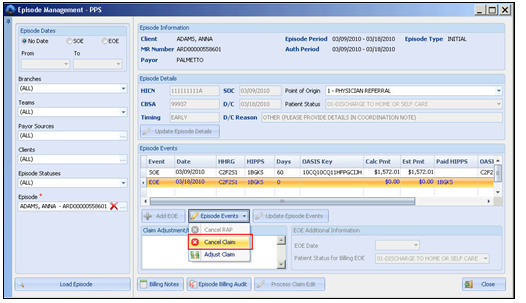 Episode Management - PPS
Episode Dates
No Date SOE EOE
From To
Branches
(ALL)
Teams
(ALL)
Payor Sources
(ALL)
Clients
(ALL)
Episode Statuses
(ALL)
Episode *
ADAMS, ANNA - ARD00000558601
Load Episode
Episode Information
Client ADAMS, ANNA Episode Period 03/09/2010 - 03/18/2010 Episode Type INITIAL
MR Number ARD00000558601 Auth Period 03/09/2010 - 03/18/2010
Payor PALMETTO
Episode Details
HICN 111111111A SOC 03/09/2010 Point of Origin 1 - PHYSICIAN REFERRAL
CBSA 99937 D/C 03/18/2010 Patient Status 01-DISCHARGE TO HOME OR SELF CARE
Timing EARLY D/C Reason OTHER (PLEASE PROVIDE DETAILS IN COORDINATION NOTE)
Update Episode Details
Episode Events
Event Date HHRG HIPPS Days OASIS Key Calc Pmt Est Pmt Paid HIPPS OASI
SOE 03/09/2010 C2F2S1 1BGKS 60 10CQ10CQ11HFPGCIJH $1,572.01 $1,572.01 C2F2
EOE 03/18/2010 C2F2S1 1BGKS 0 $0.00 $0.00 1BGKS
Add EOE Episode Events Update Episode Events
Cancel RAP
Cancel Claim
Adjust Claim
Claim Adjustment/
EOE Additional Information
EOE Date
Patient Status for Billing EOE 01-DISCHARGE TO HOME OR SELF CARE
Billing Notes Episode Billing Audit Process Claim Edit Close